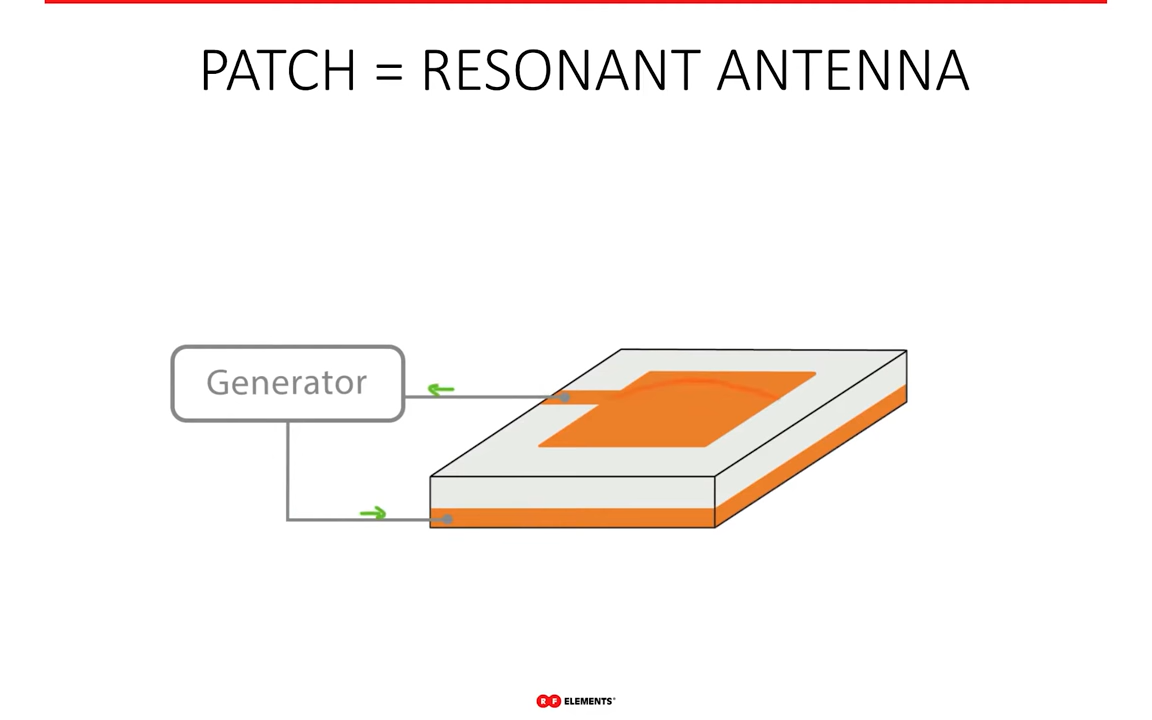 PATCH = RESONANT ANTENNA
Generator
RF ELEMENTS®